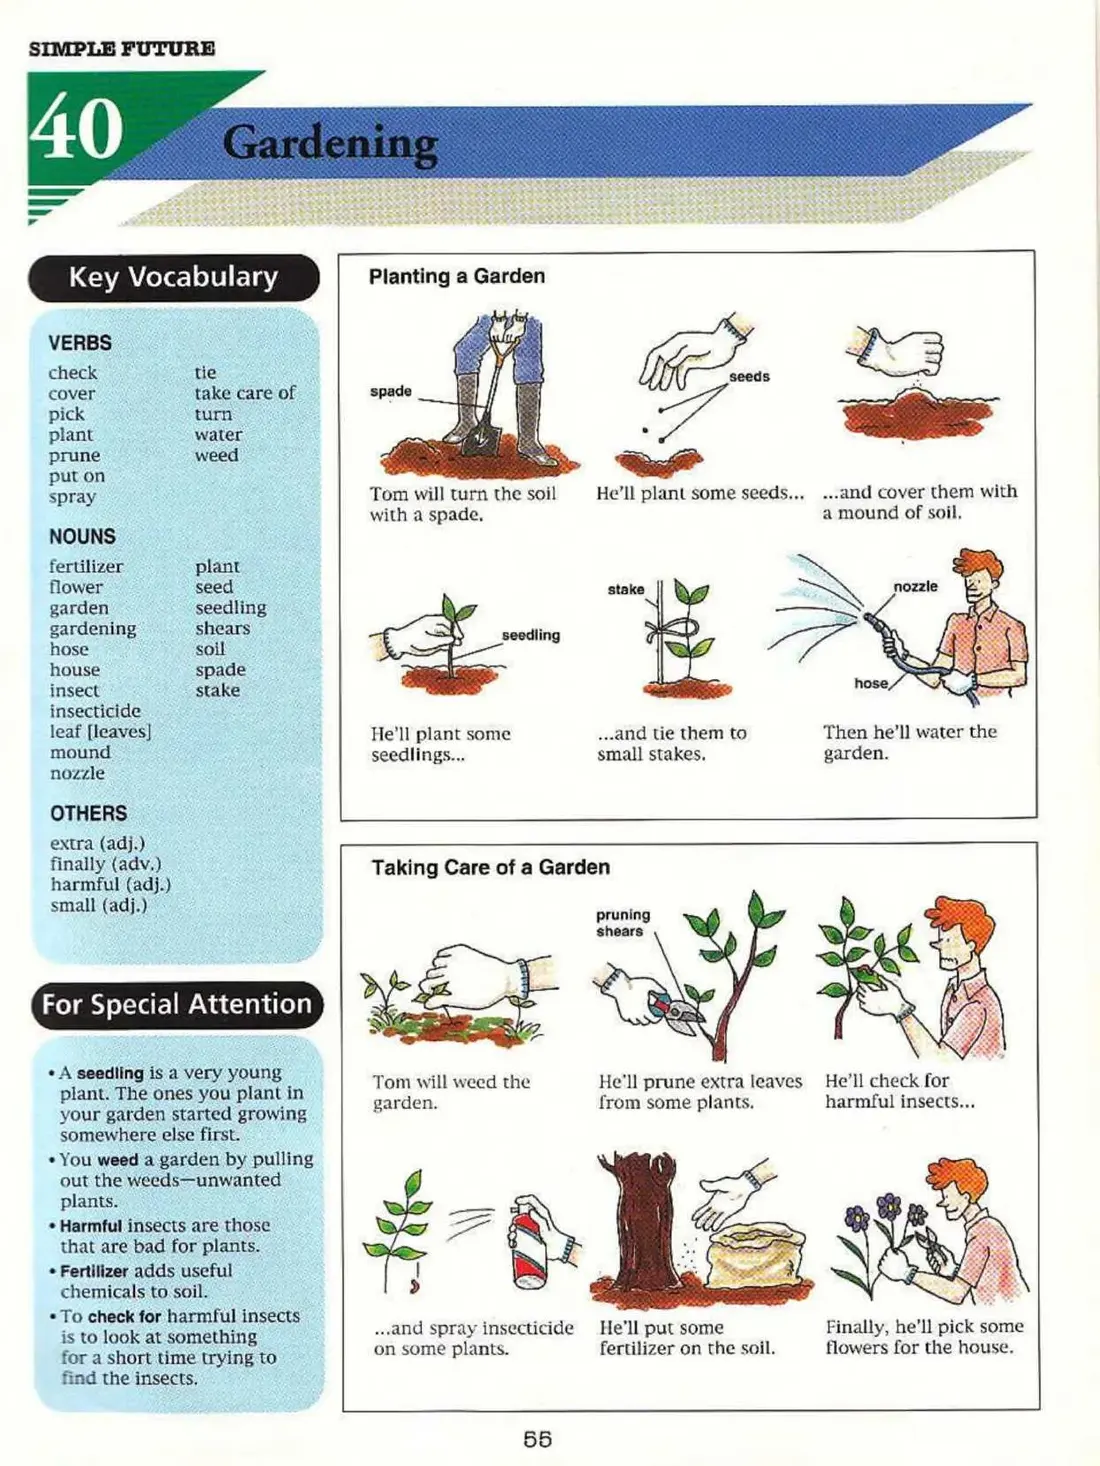 SIMPLE FUTURE
40
Gardening
Key Vocabulary
VERBS
check
cover
pick
plant
prune
put on
spray
tie
take care of
turn
water
weed
NOUNS
fertilizer
flower
garden
gardening
hose
house
insect
insecticide
leaf [leaves]
mound
nozzle
plant
seed
seedling
shears
soil
spade
stake
OTHERS
extra (adj.)
finally (adv.)
harmful (adj.)
small (adj.)
For Special Attention
• A seedling is a very young
plant. The ones you plant in
your garden started growing
somewhere else first.
• You weed a garden by pulling
out the weeds—unwanted
plants.
• Harmful insects are those
that are bad for plants.
• Fertilizer adds useful
chemicals to soil.
• To check for harmful insects
is to look at something
for a short time trying to
find the insects.
Planting a Garden
spade
Tom will turn the soil
with a spade.
seeds
He'll plant some seeds...
...and cover them with
a mound of soil.
seedling
He'll plant some
seedlings...
stake
...and tie them to
small stakes.
nozzle
hose
Then he'll water the
garden.
Taking Care of a Garden
Tom will weed the
garden.
pruning
shears
He'll prune extra leaves
from some plants.
He'll check for
harmful insects...
...and spray insecticide
on some plants.
He'll put some
fertilizer on the soil.
Finally, he'll pick some
flowers for the house.
55